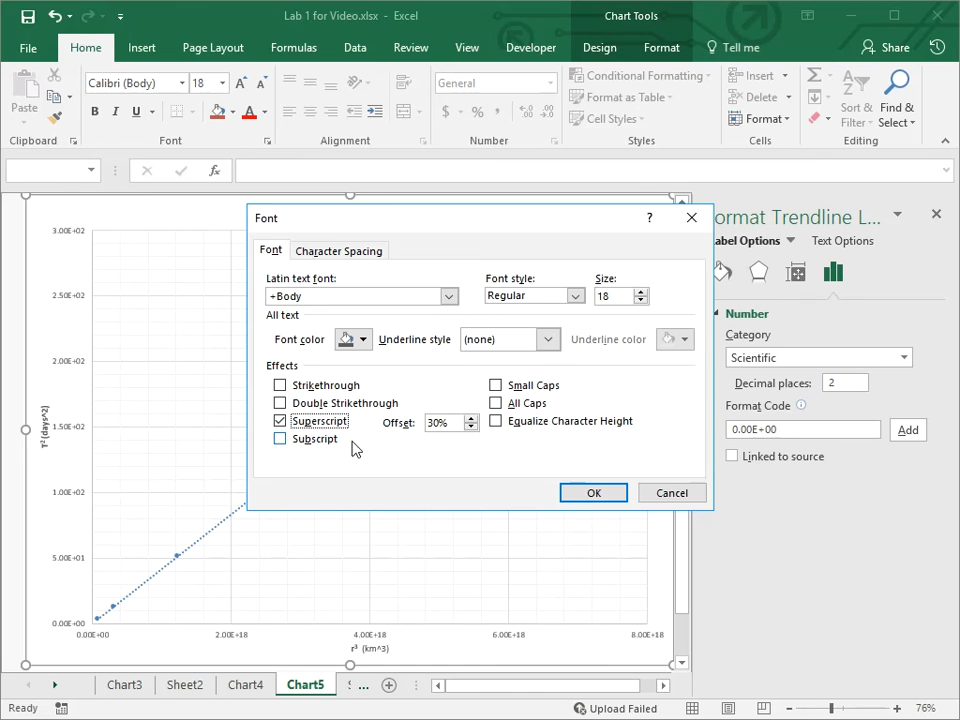 Lab 1 for Video.xlsx - Excel
Chart Tools
File Home Insert Page Layout Formulas Data Review View Developer Design Format Tell me Share
Paste
Calibri (Body) 18 A A
B I U A
General
$ % ,
Conditional Formatting
Format as Table
Cell Styles
Insert
Delete
Format
Σ
Sort & Filter
Find & Select
Clipboard Font Alignment Number Styles Cells Editing
fx
Font ?
Font Character Spacing
Latin text font: Font style: Size:
+Body Regular 18
All text
Font color Underline style (none) Underline color
Effects
Strikethrough Small Caps
Double Strikethrough All Caps
Superscript Offset: 30% Equalize Character Height
Subscript
OK Cancel
ormat Trendline L...
abel Options Text Options
Number
Category
Scientific
Decimal places: 2
Format Code
0.00E+00 Add
Linked to source
3.00E+02
2.50E+02
2.00E+02
1.50E+02
1.00E+02
5.00E+01
0.00E+00
T² (days^2)
0.00E+00 2.00E+18 4.00E+18 6.00E+18 8.00E+18
r³ (km^3)
Chart3 Sheet2 Chart4 Chart5 ...
Ready Upload Failed 76%